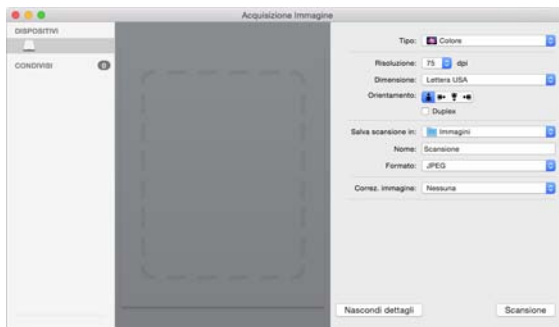 Acquisizione Immagine
DISPOSITIVI
CONDIVISI 0
Tipo: Colore
Risoluzione: 75 dpi
Dimensione: Lettera USA
Orientamento:
Duplex
Salva scansione in: Immagini
Nome: Scansione
Formato: JPEG
Correz. immagine: Nessuna
Nascondi dettagli Scansione